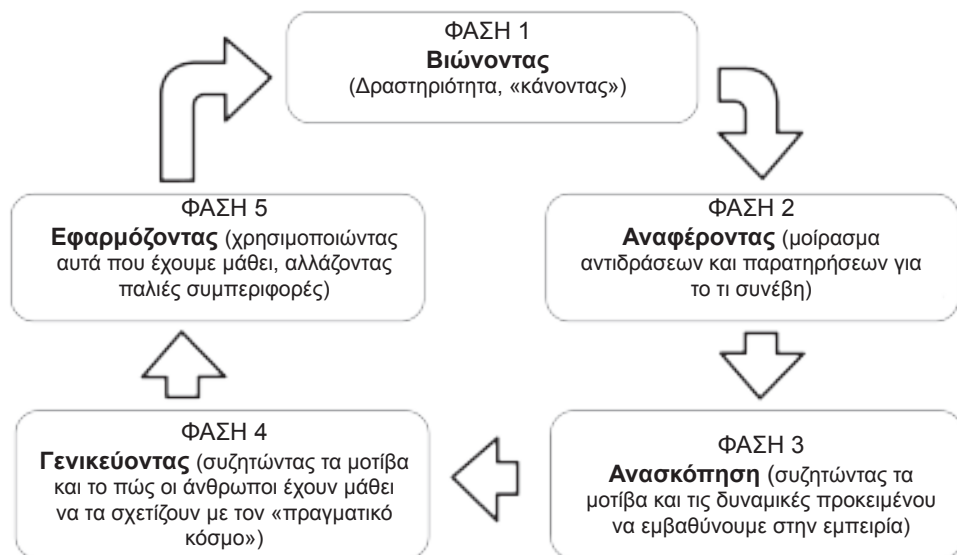 ΦΑΣΗ 1
Βιώνοντας
(Δραστηριότητα, «κάνοντας»)
ΦΑΣΗ 2
Αναφέροντας (μοίρασμα
αντιδράσεων και παρατηρήσεων για
το τι συνέβη)
ΦΑΣΗ 3
Ανασκόπηση (συζητώντας τα
μοτίβα και τις δυναμικές προκειμένου
να εμβαθύνουμε στην εμπειρία)
ΦΑΣΗ 4
Γενικεύοντας (συζητώντας τα μοτίβα
και το πώς οι άνθρωποι έχουν μάθει
να τα σχετίζουν με τον «πραγματικό
κόσμο»)
ΦΑΣΗ 5
Εφαρμόζοντας (χρησιμοποιώντας
αυτά που έχουμε μάθει, αλλάζοντας
παλιές συμπεριφορές)